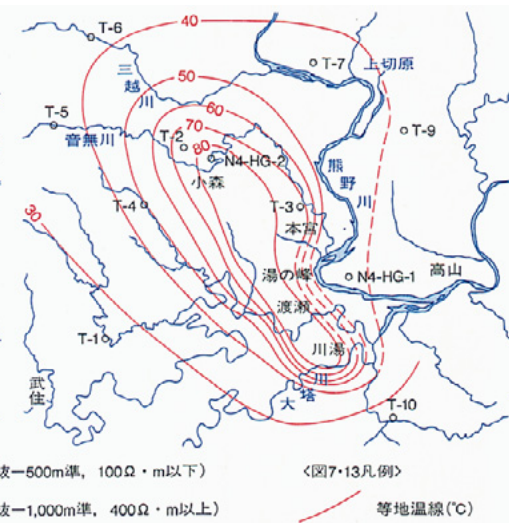 T-6
40
三越川
50
T-7
上切原
60
T-5
70
T-2
T-9
音無川
80
N4-HG-2
熊野川
小森
30
T-4
T-3
本宮
湯の峰
N4-HG-1
高山
渡瀬
T-1
川湯
武住
大塔川
T-10
抜－500m準，100Ω・m以下）
〈図7・13凡例〉
抜－1,000m準，400Ω・m以上）
等地温線(℃)